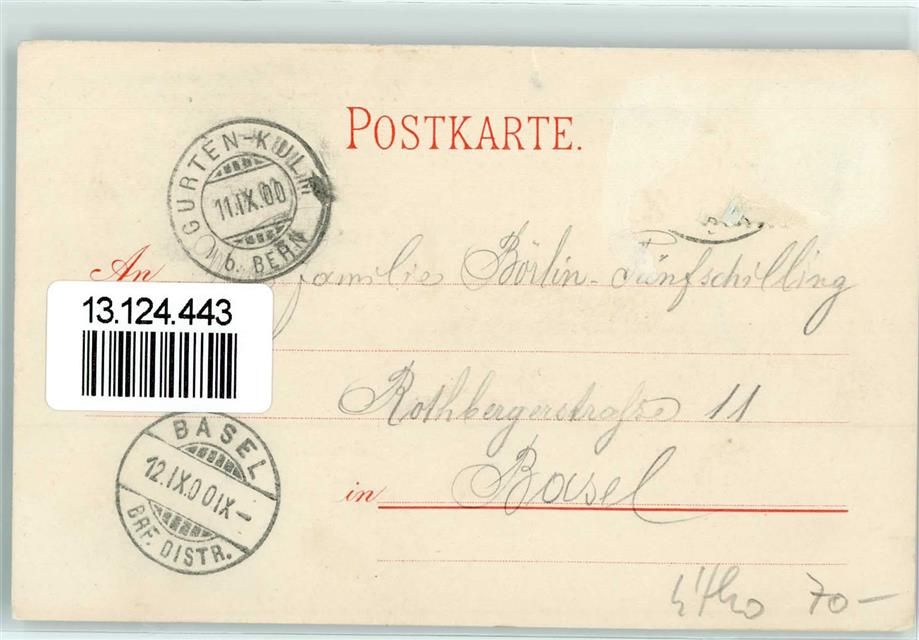 POSTKARTE.
GURTEN-KULM
11.IX.00
b. BERN
An
familie Börlin-Fünfschilling
13.124.443
Rothbergerstraße 11
BASEL
12.IX.00 IX-
BRF. DISTR.
in Basel
Litho 70-